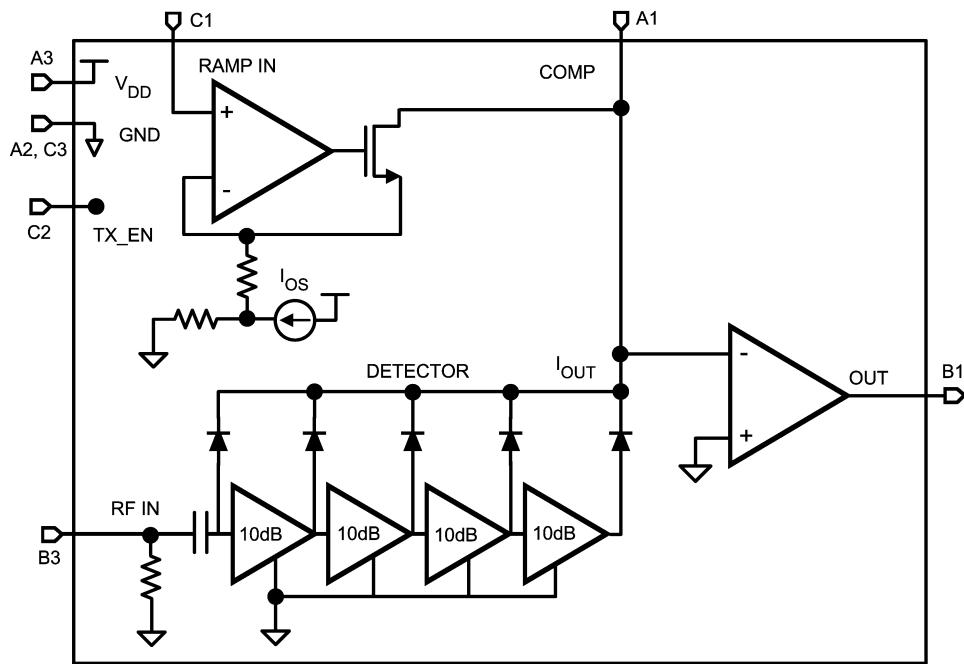 C1
A1
A3
V_DD
RAMP IN
COMP
+
A2, C3
GND
-
C2
TX_EN
I_OS
-
DETECTOR
I_OUT
OUT
B1
+
RF IN
B3
10dB
10dB
10dB
10dB